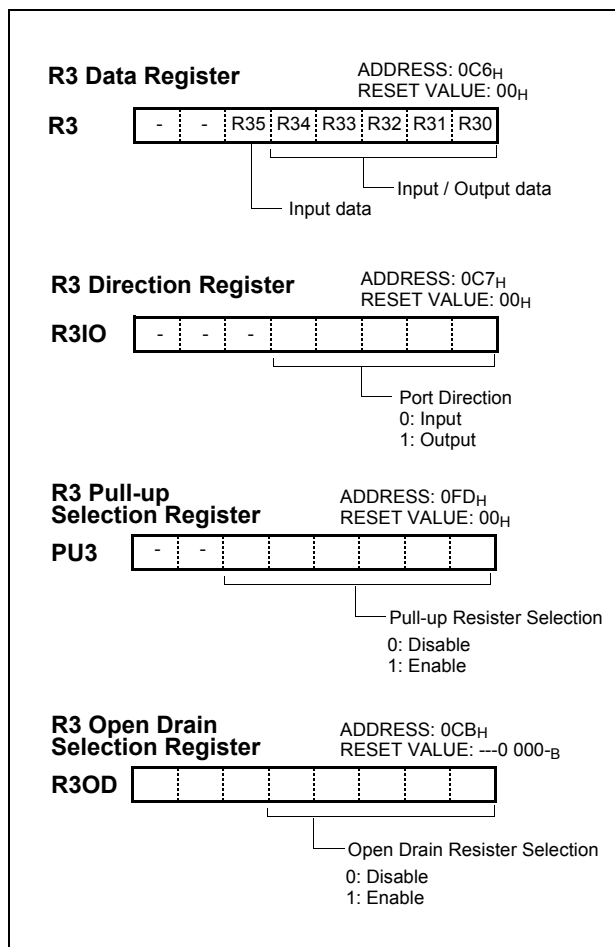 R3 Data Register
ADDRESS: 0C6H
RESET VALUE: 00H
R3 - - R35 R34 R33 R32 R31 R30
Input / Output data
Input data
R3 Direction Register
ADDRESS: 0C7H
RESET VALUE: 00H
R3IO - - -
Port Direction
0: Input
1: Output
R3 Pull-up
Selection Register
ADDRESS: 0FDH
RESET VALUE: 00H
PU3 - -
Pull-up Resister Selection
0: Disable
1: Enable
R3 Open Drain
Selection Register
ADDRESS: 0CBH
RESET VALUE: ---0 000-B
R3OD
Open Drain Resister Selection
0: Disable
1: Enable